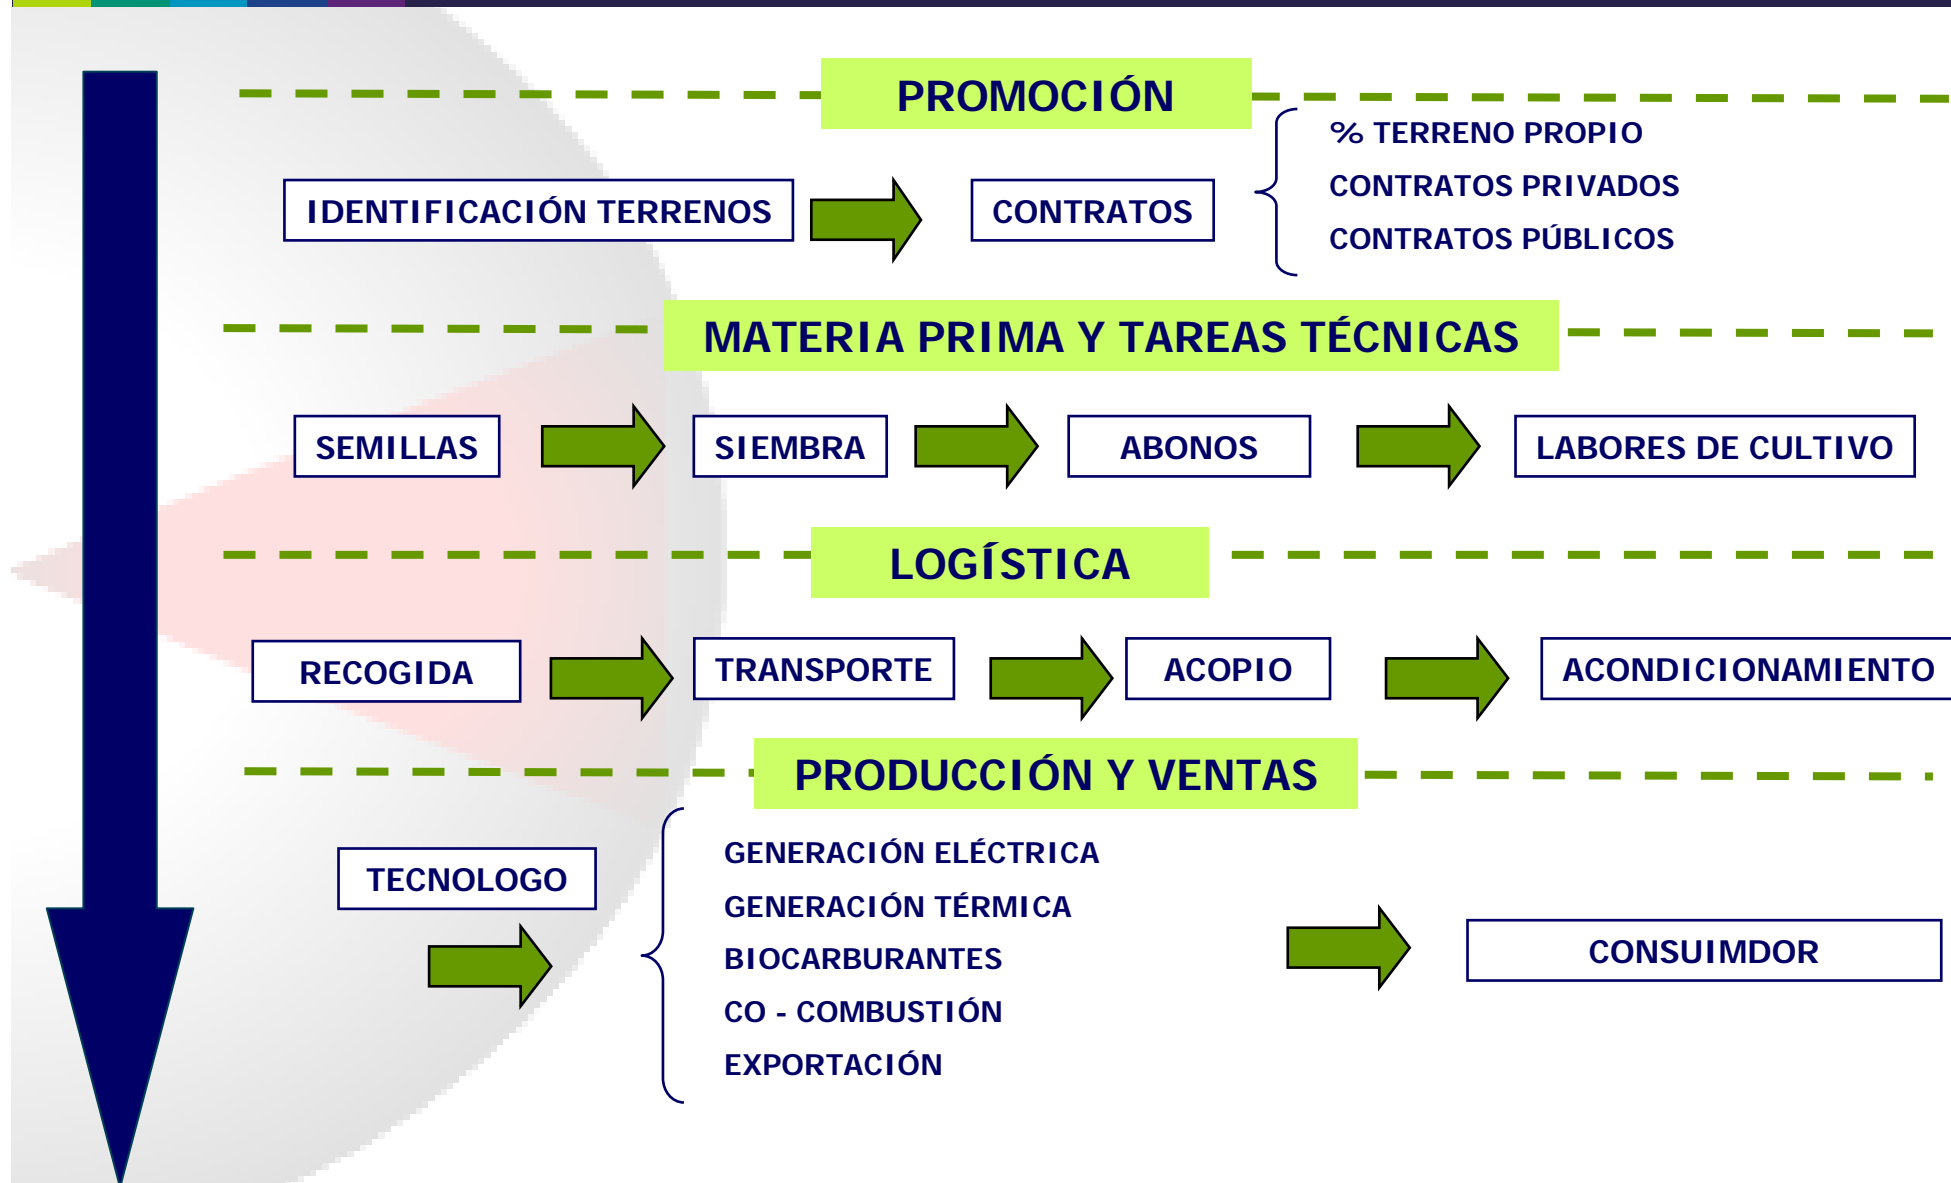 PROMOCIÓN
% TERRENO PROPIO
IDENTIFICACIÓN TERRENOS
CONTRATOS
CONTRATOS PRIVADOS
CONTRATOS PÚBLICOS
MATERIA PRIMA Y TAREAS TÉCNICAS
SEMILLAS
SIEMBRA
ABONOS
LABORES DE CULTIVO
LOGÍSTICA
RECOGIDA
TRANSPORTE
ACOPIO
ACONDICIONAMIENTO
PRODUCCIÓN Y VENTAS
TECNOLOGO
GENERACIÓN ELÉCTRICA
GENERACIÓN TÉRMICA
BIOCARBURANTES
CO - COMBUSTIÓN
EXPORTACIÓN
CONSUIMDOR